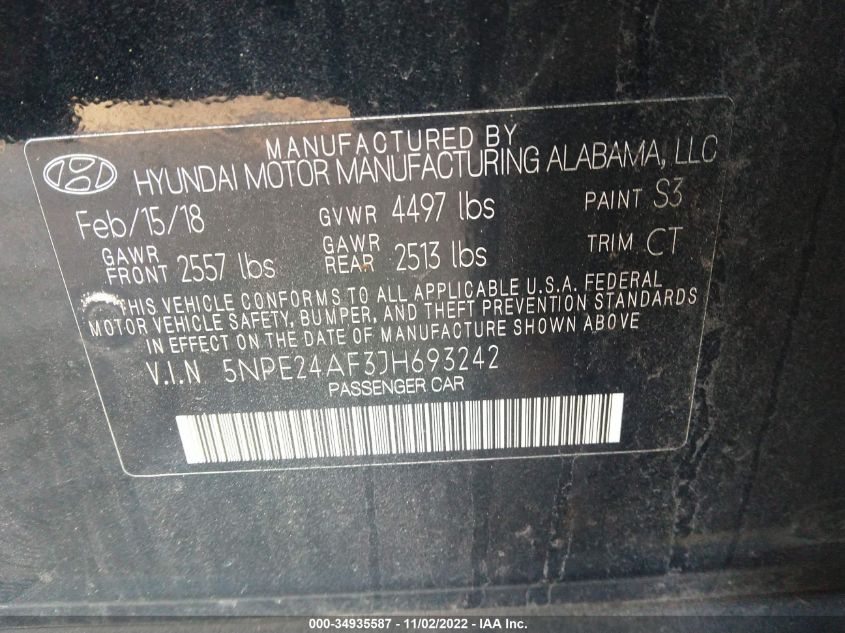 MANUFACTURED BY
HYUNDAI MOTOR MANUFACTURING ALABAMA, LLC
Feb/15/18 GVWR 4497 lbs PAINT S3
GAWR FRONT 2557 lbs GAWR REAR 2513 lbs TRIM CT
THIS VEHICLE CONFORMS TO ALL APPLICABLE U.S.A. FEDERAL
MOTOR VEHICLE SAFETY, BUMPER, AND THEFT PREVENTION STANDARDS
IN EFFECT ON THE DATE OF MANUFACTURE SHOWN ABOVE
V.I.N 5NPE24AF3JH693242
PASSENGER CAR
000-34935587 - 11/02/2022 - IAA Inc.